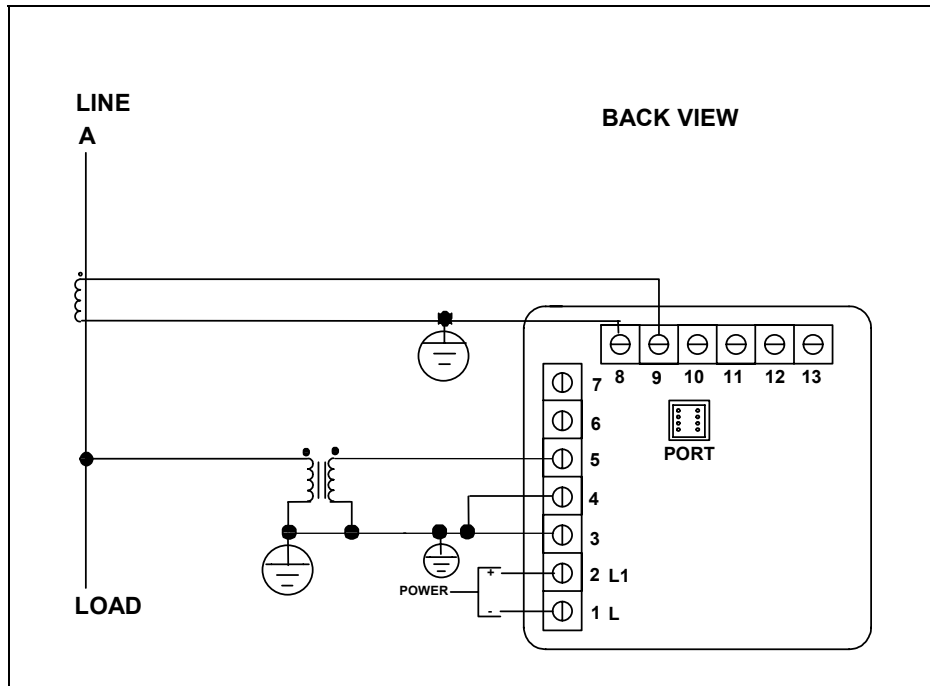 LINE
A
BACK VIEW
8 9 10 11 12 13
7
6
PORT
5
4
3
POWER + 2 L1
- 1 L
LOAD